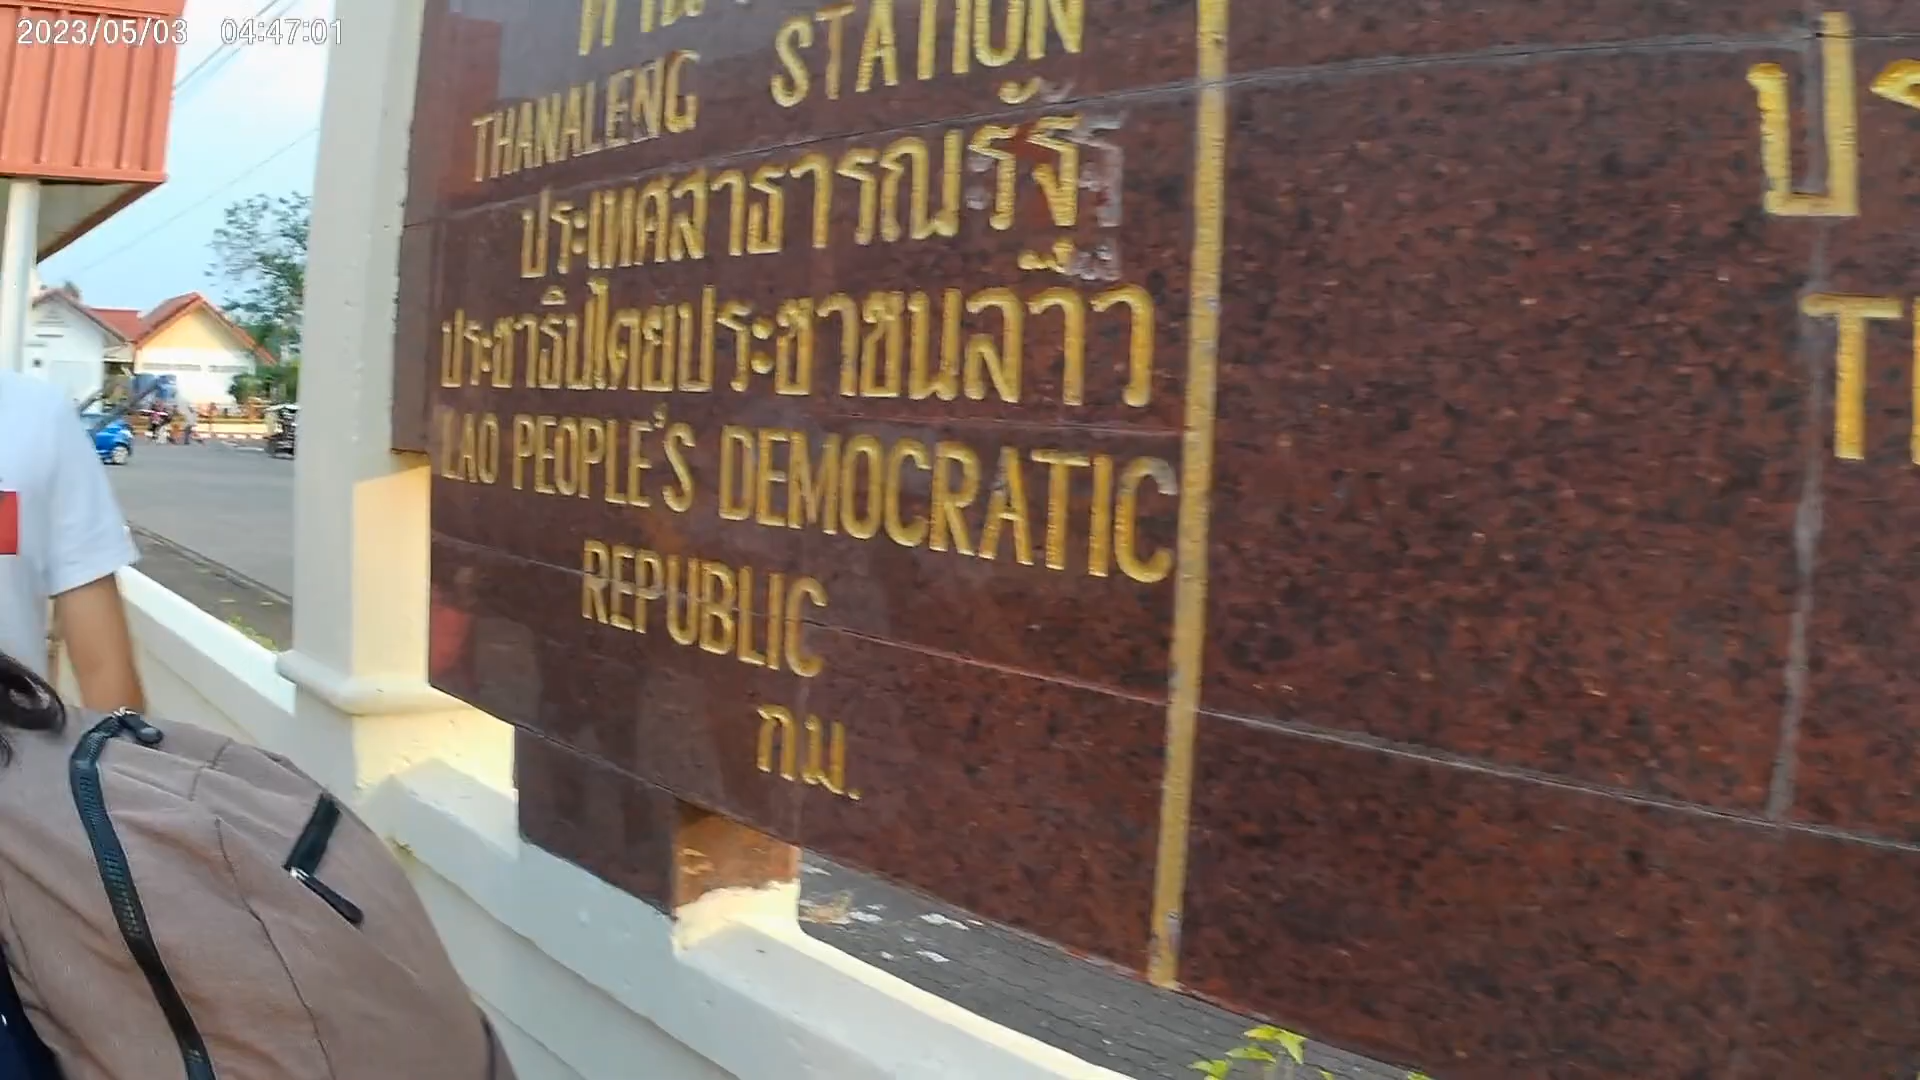 2023/05/03 04:47:01
THANALENG STATION
ประเทศสาธารณรัฐ
ประชาธิปไตยประชาชนลาว
LAO PEOPLE'S DEMOCRATIC
REPUBLIC
กม.